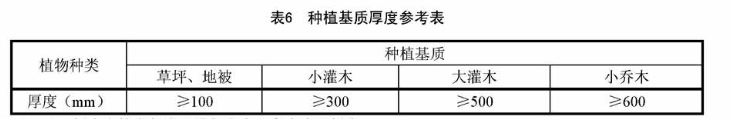 表6 种植基质厚度参考表
植物种类 种植基质
草坪、地被 小灌木 大灌木 小乔木
厚度（mm） ≥100 ≥300 ≥500 ≥600